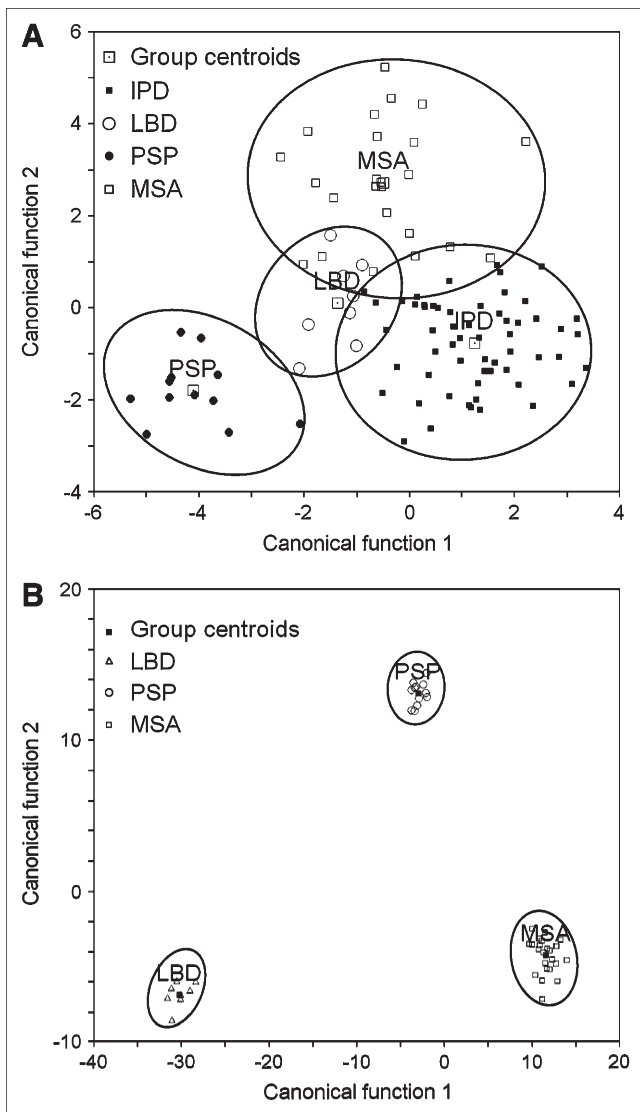 A
6
4
2
0
-2
-4
Canonical function 2
Group centroids
IPD
LBD
PSP
MSA
MSA
LBD
IPD
PSP
-6 -4 -2 0 2 4
Canonical function 1
B
20
10
0
-10
Canonical function 2
Group centroids
LBD
PSP
MSA
PSP
MSA
LBD
-40 -30 -20 -10 0 10 20
Canonical function 1